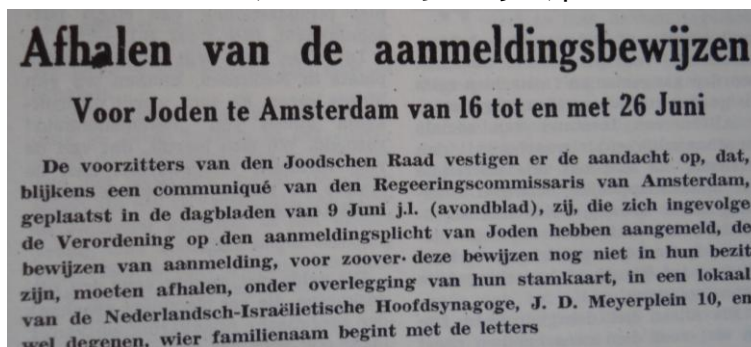 Afhalen van de aanmeldingsbewijzen
Voor Joden te Amsterdam van 16 tot en met 26 Juni
De voorzitters van den Joodschen Raad vestigen er de aandacht op, dat,
blijkens een communiqué van den Regeeringscommissaris van Amsterdam,
geplaatst in de dagbladen van 9 Juni j.l. (avondblad), zij, die zich ingevolge
de Verordening op den aanmeldingsplicht van Joden hebben aangemeld, de
bewijzen van aanmelding, voor zoover deze bewijzen nog niet in hun bezit
zijn, moeten afhalen, onder overlegging van hun stamkaart, in een lokaal
van de Nederlandsch-Israëlietische Hoofdsynagoge, J. D. Meyerplein 10, en
wel degenen, wier familienaam begint met de letters